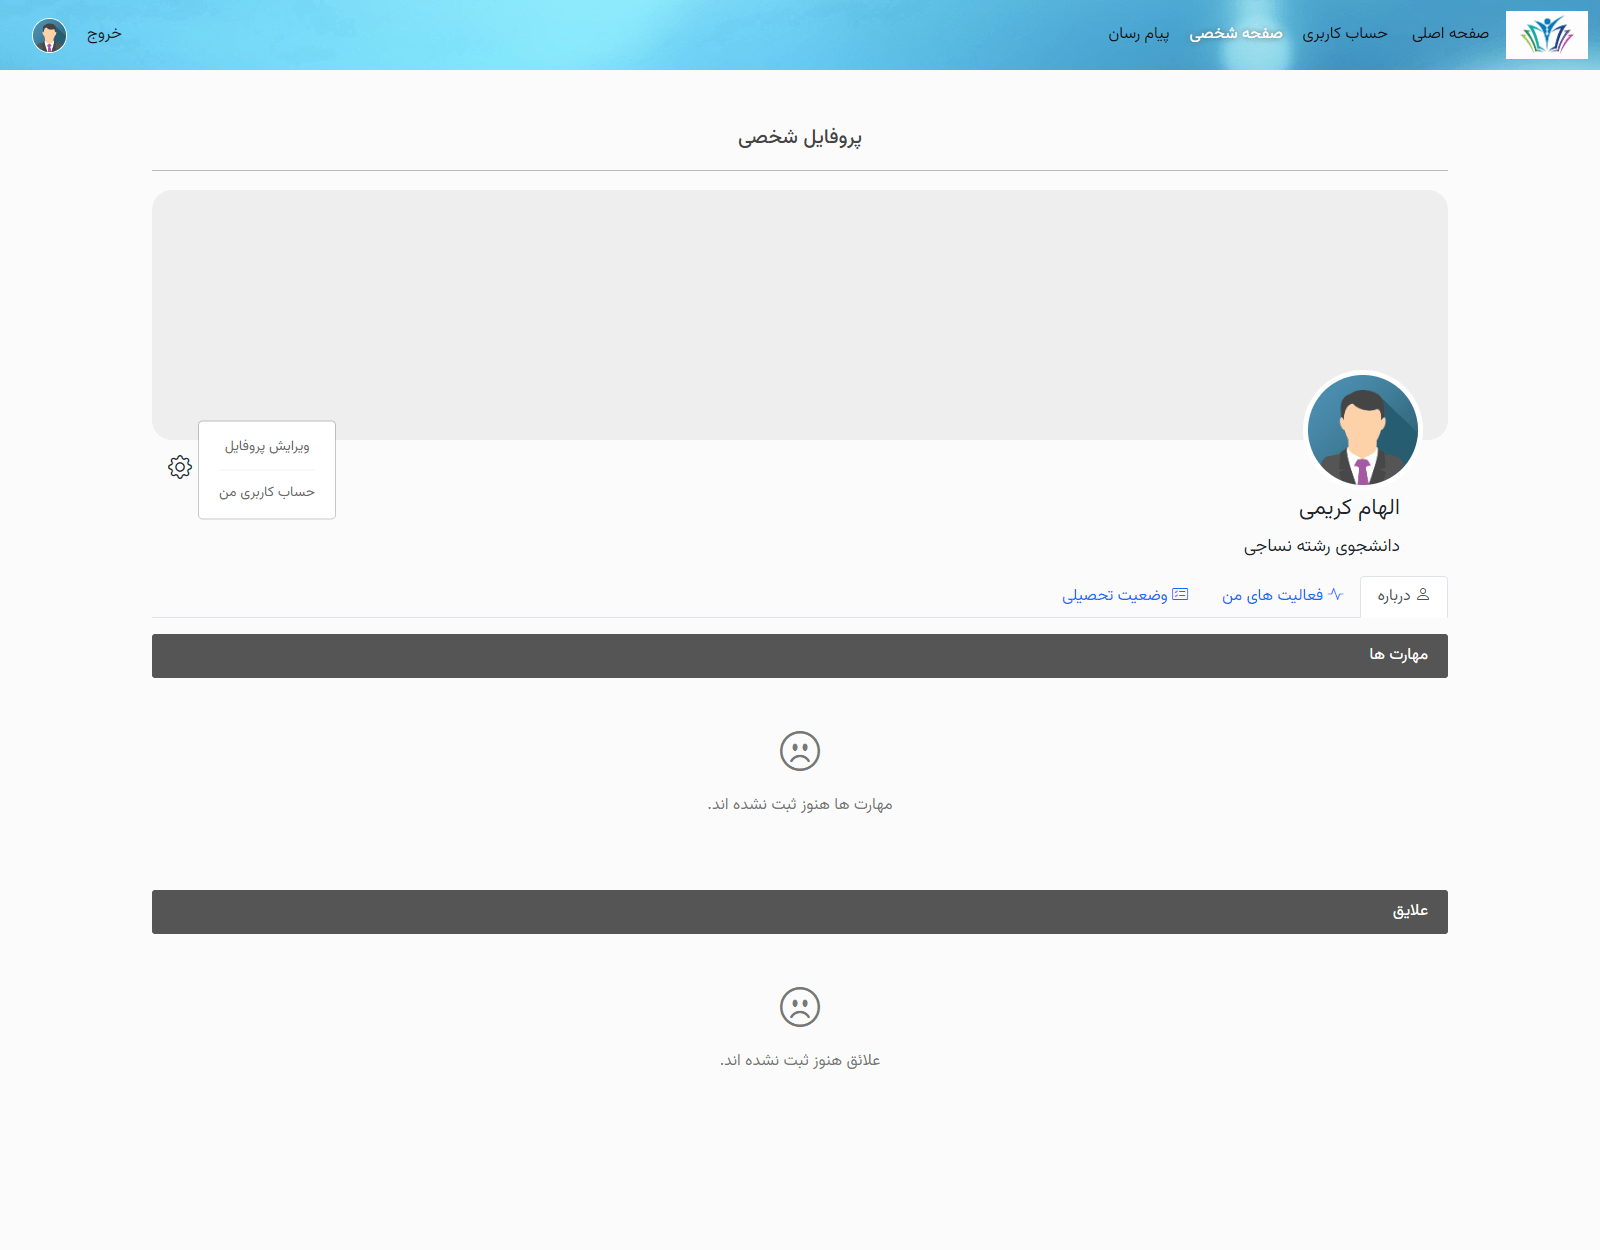 صفحه اصلی
حساب کاربری
صفحه شخصی
پیام رسان
خروج
پروفایل شخصی
ویرایش پروفایل
حساب کاربری من
الهام کریمی
دانشجوی رشته نساجی
درباره
فعالیت های من
وضعیت تحصیلی
مهارت ها
مهارت ها هنوز ثبت نشده اند.
علایق
علائق هنوز ثبت نشده اند.